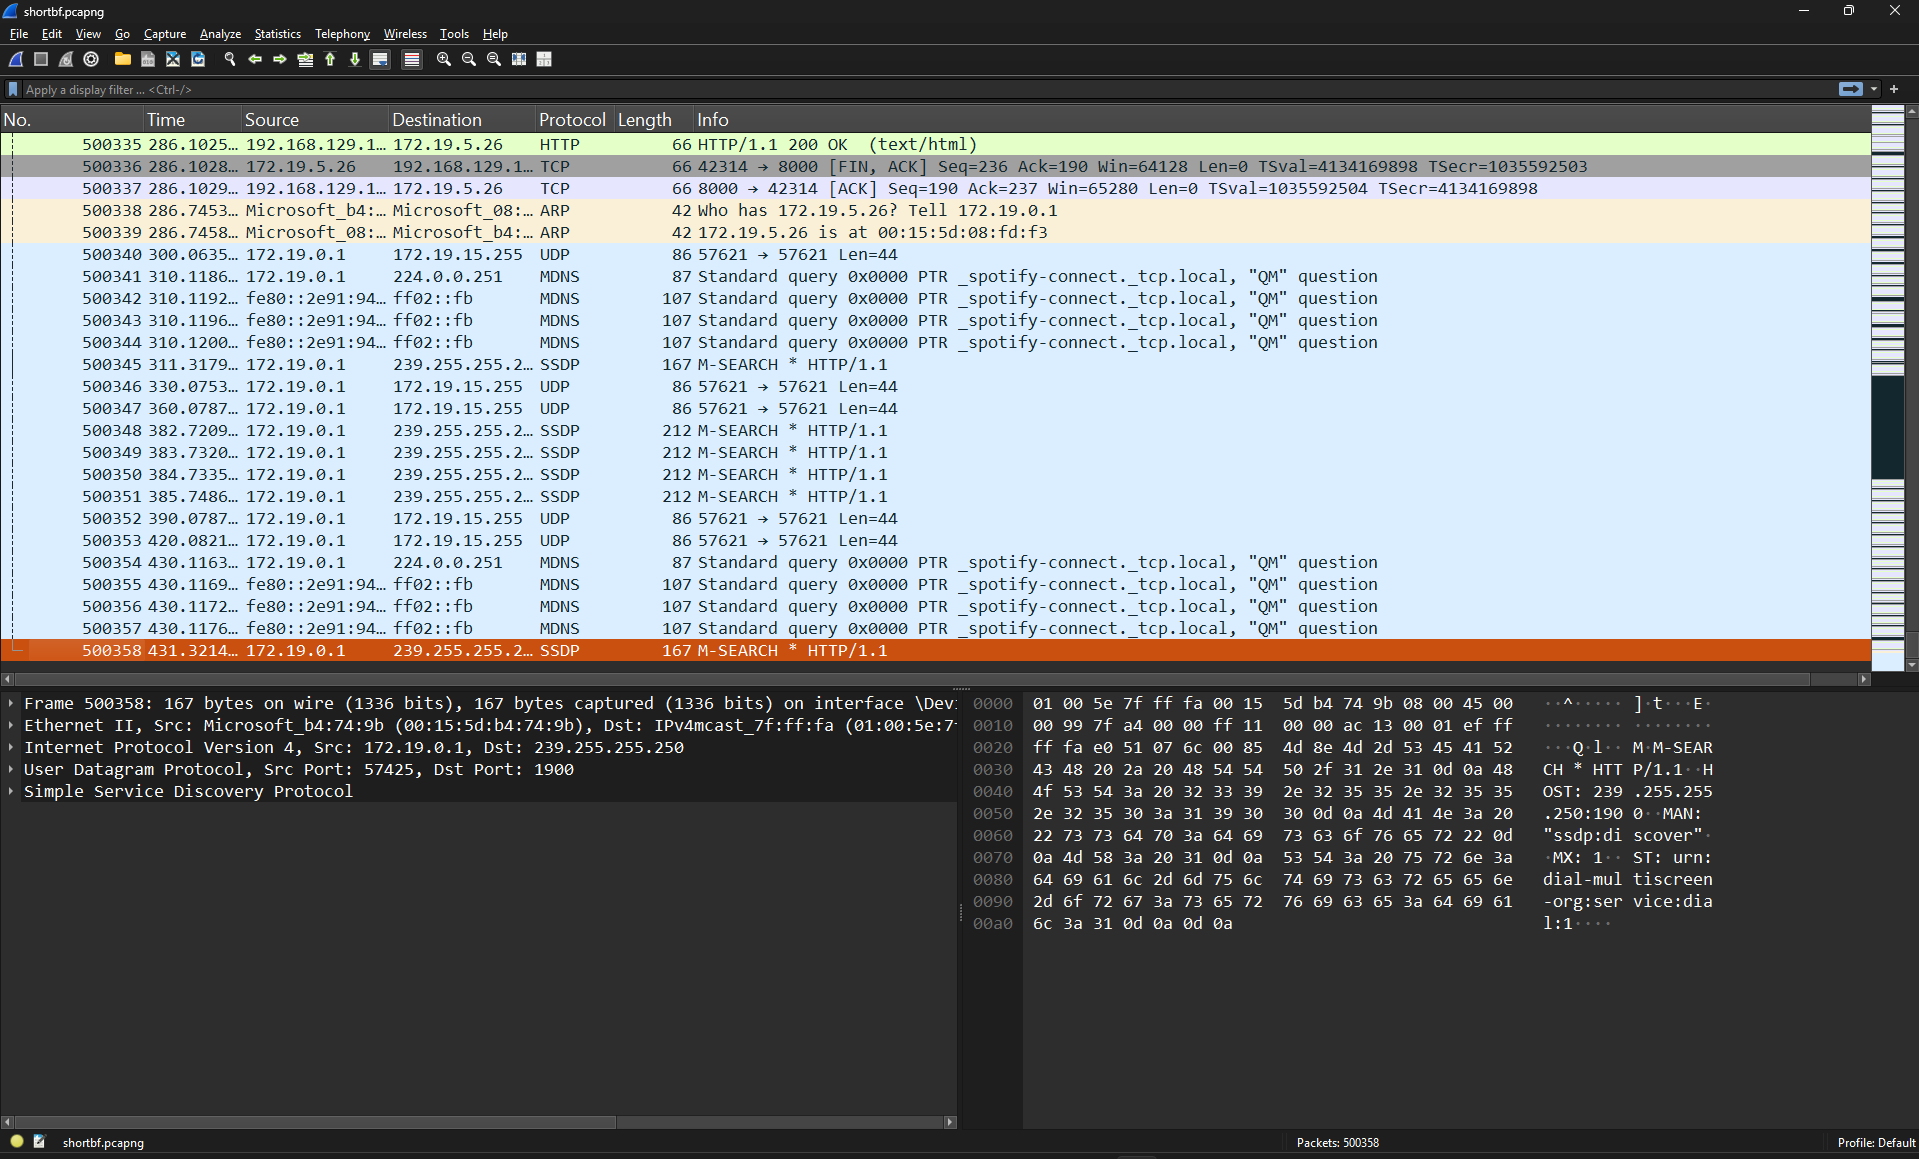 shortbf.pcapng
File Edit View Go Capture Analyze Statistics Telephony Wireless Tools Help
Apply a display filter ... <Ctrl-/>
No. Time Source Destination Protocol Length Info
500335 286.1025… 192.168.129.1… 172.19.5.26 HTTP 66 HTTP/1.1 200 OK (text/html)
500336 286.1028… 172.19.5.26 192.168.129.1… TCP 66 42314 → 8000 [FIN, ACK] Seq=236 Ack=190 Win=64128 Len=0 TSval=4134169898 TSecr=1035592503
500337 286.1029… 192.168.129.1… 172.19.5.26 TCP 66 8000 → 42314 [ACK] Seq=190 Ack=237 Win=65280 Len=0 TSval=1035592504 TSecr=4134169898
500338 286.7453… Microsoft_b4:… Microsoft_08:… ARP 42 Who has 172.19.5.26? Tell 172.19.0.1
500339 286.7458… Microsoft_08:… Microsoft_b4:… ARP 42 172.19.5.26 is at 00:15:5d:08:fd:f3
500340 300.0635… 172.19.0.1 172.19.15.255 UDP 86 57621 → 57621 Len=44
500341 310.1186… 172.19.0.1 224.0.0.251 MDNS 87 Standard query 0x0000 PTR _spotify-connect._tcp.local, "QM" question
500342 310.1192… fe80::2e91:94… ff02::fb MDNS 107 Standard query 0x0000 PTR _spotify-connect._tcp.local, "QM" question
500343 310.1196… fe80::2e91:94… ff02::fb MDNS 107 Standard query 0x0000 PTR _spotify-connect._tcp.local, "QM" question
500344 310.1200… fe80::2e91:94… ff02::fb MDNS 107 Standard query 0x0000 PTR _spotify-connect._tcp.local, "QM" question
500345 311.3179… 172.19.0.1 239.255.255.2… SSDP 167 M-SEARCH * HTTP/1.1
500346 330.0753… 172.19.0.1 172.19.15.255 UDP 86 57621 → 57621 Len=44
500347 360.0787… 172.19.0.1 172.19.15.255 UDP 86 57621 → 57621 Len=44
500348 382.7209… 172.19.0.1 239.255.255.2… SSDP 212 M-SEARCH * HTTP/1.1
500349 383.7320… 172.19.0.1 239.255.255.2… SSDP 212 M-SEARCH * HTTP/1.1
500350 384.7335… 172.19.0.1 239.255.255.2… SSDP 212 M-SEARCH * HTTP/1.1
500351 385.7486… 172.19.0.1 239.255.255.2… SSDP 212 M-SEARCH * HTTP/1.1
500352 390.0787… 172.19.0.1 172.19.15.255 UDP 86 57621 → 57621 Len=44
500353 420.0821… 172.19.0.1 172.19.15.255 UDP 86 57621 → 57621 Len=44
500354 430.1163… 172.19.0.1 224.0.0.251 MDNS 87 Standard query 0x0000 PTR _spotify-connect._tcp.local, "QM" question
500355 430.1169… fe80::2e91:94… ff02::fb MDNS 107 Standard query 0x0000 PTR _spotify-connect._tcp.local, "QM" question
500356 430.1172… fe80::2e91:94… ff02::fb MDNS 107 Standard query 0x0000 PTR _spotify-connect._tcp.local, "QM" question
500357 430.1176… fe80::2e91:94… ff02::fb MDNS 107 Standard query 0x0000 PTR _spotify-connect._tcp.local, "QM" question
500358 431.3214… 172.19.0.1 239.255.255.2… SSDP 167 M-SEARCH * HTTP/1.1
Frame 500358: 167 bytes on wire (1336 bits), 167 bytes captured (1336 bits) on interface \Dev
Ethernet II, Src: Microsoft_b4:74:9b (00:15:5d:b4:74:9b), Dst: IPv4mcast_7f:ff:fa (01:00:5e:7
Internet Protocol Version 4, Src: 172.19.0.1, Dst: 239.255.255.250
User Datagram Protocol, Src Port: 57425, Dst Port: 1900
Simple Service Discovery Protocol
0000 01 00 5e 7f ff fa 00 15 5d b4 74 9b 08 00 45 00 ··^····· ]·t···E·
0010 00 99 7f a4 00 00 ff 11 00 00 ac 13 00 01 ef ff ········ ········
0020 ff fa e0 51 07 6c 00 85 4d 8e 4d 2d 53 45 41 52 ···Q·l·· M·M-SEAR
0030 43 48 20 2a 20 48 54 54 50 2f 31 2e 31 0d 0a 48 CH * HTT P/1.1··H
0040 4f 53 54 3a 20 32 33 39 2e 32 35 35 2e 32 35 35 OST: 239 .255.255
0050 2e 32 35 30 3a 31 39 30 30 0d 0a 4d 41 4e 3a 20 .250:190 0··MAN:
0060 22 73 73 64 70 3a 64 69 73 63 6f 76 65 72 22 0d "ssdp:di scover"·
0070 0a 4d 58 3a 20 31 0d 0a 53 54 3a 20 75 72 6e 3a ·MX: 1·· ST: urn:
0080 64 69 61 6c 2d 6d 75 6c 74 69 73 63 72 65 65 6e dial-mul tiscreen
0090 2d 6f 72 67 3a 73 65 72 76 69 63 65 3a 64 69 61 -org:ser vice:dia
00a0 6c 3a 31 0d 0a 0d 0a l:1····
shortbf.pcapng Packets: 500358 Profile: Default